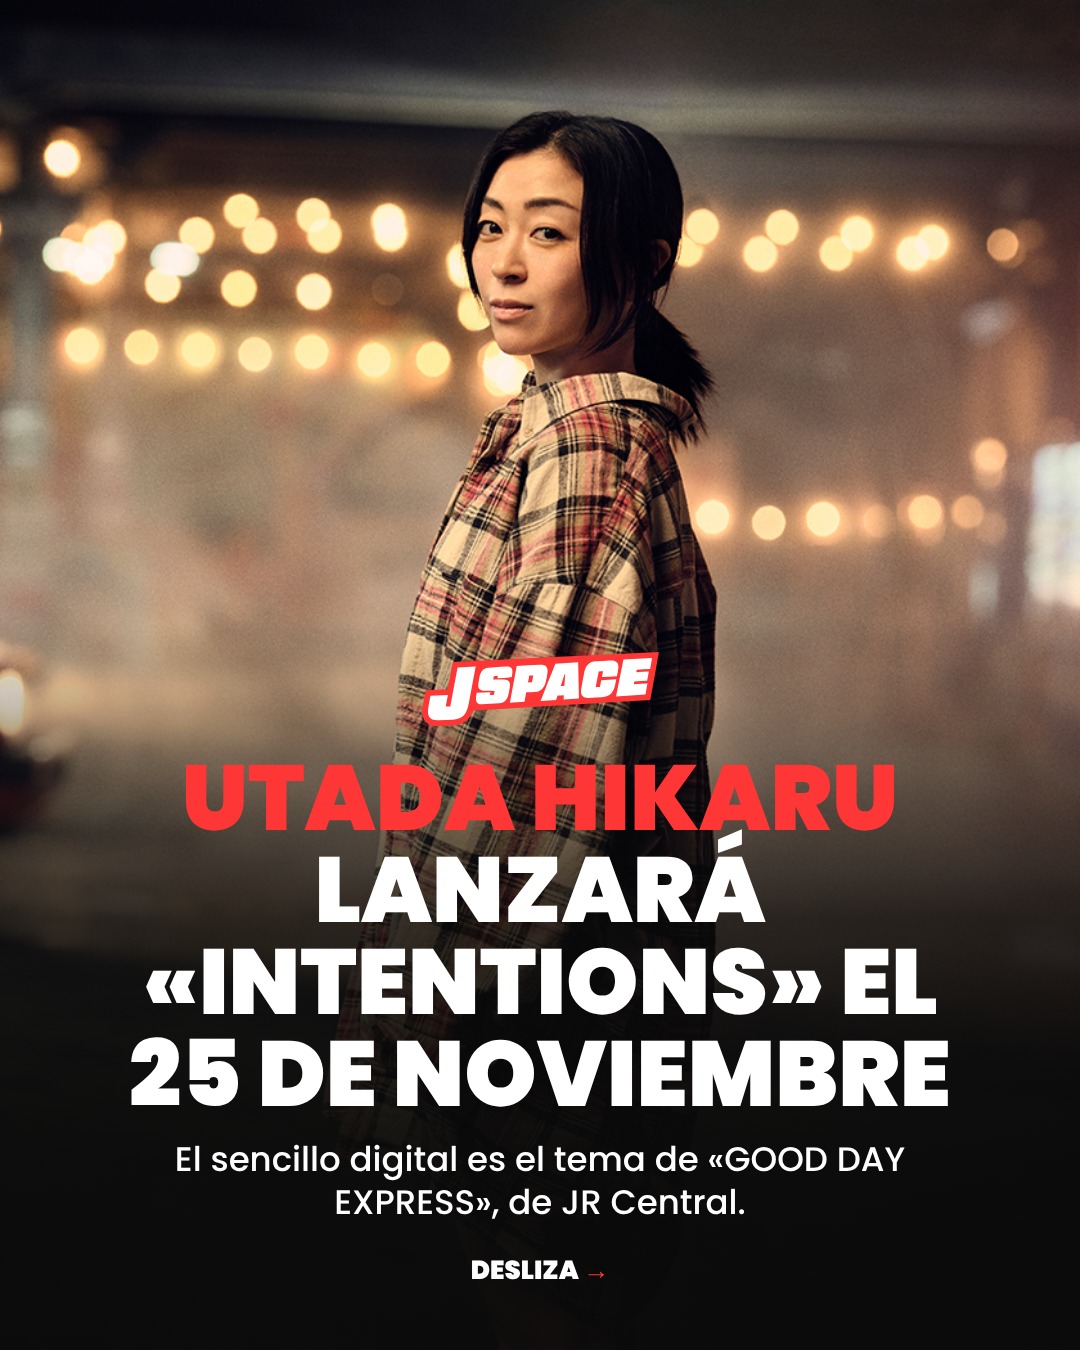 JSPACE
UTADA HIKARU
LANZARÁ
«INTENTIONS» EL
25 DE NOVIEMBRE
El sencillo digital es el tema de «GOOD DAY
EXPRESS», de JR Central.
DESLIZA →